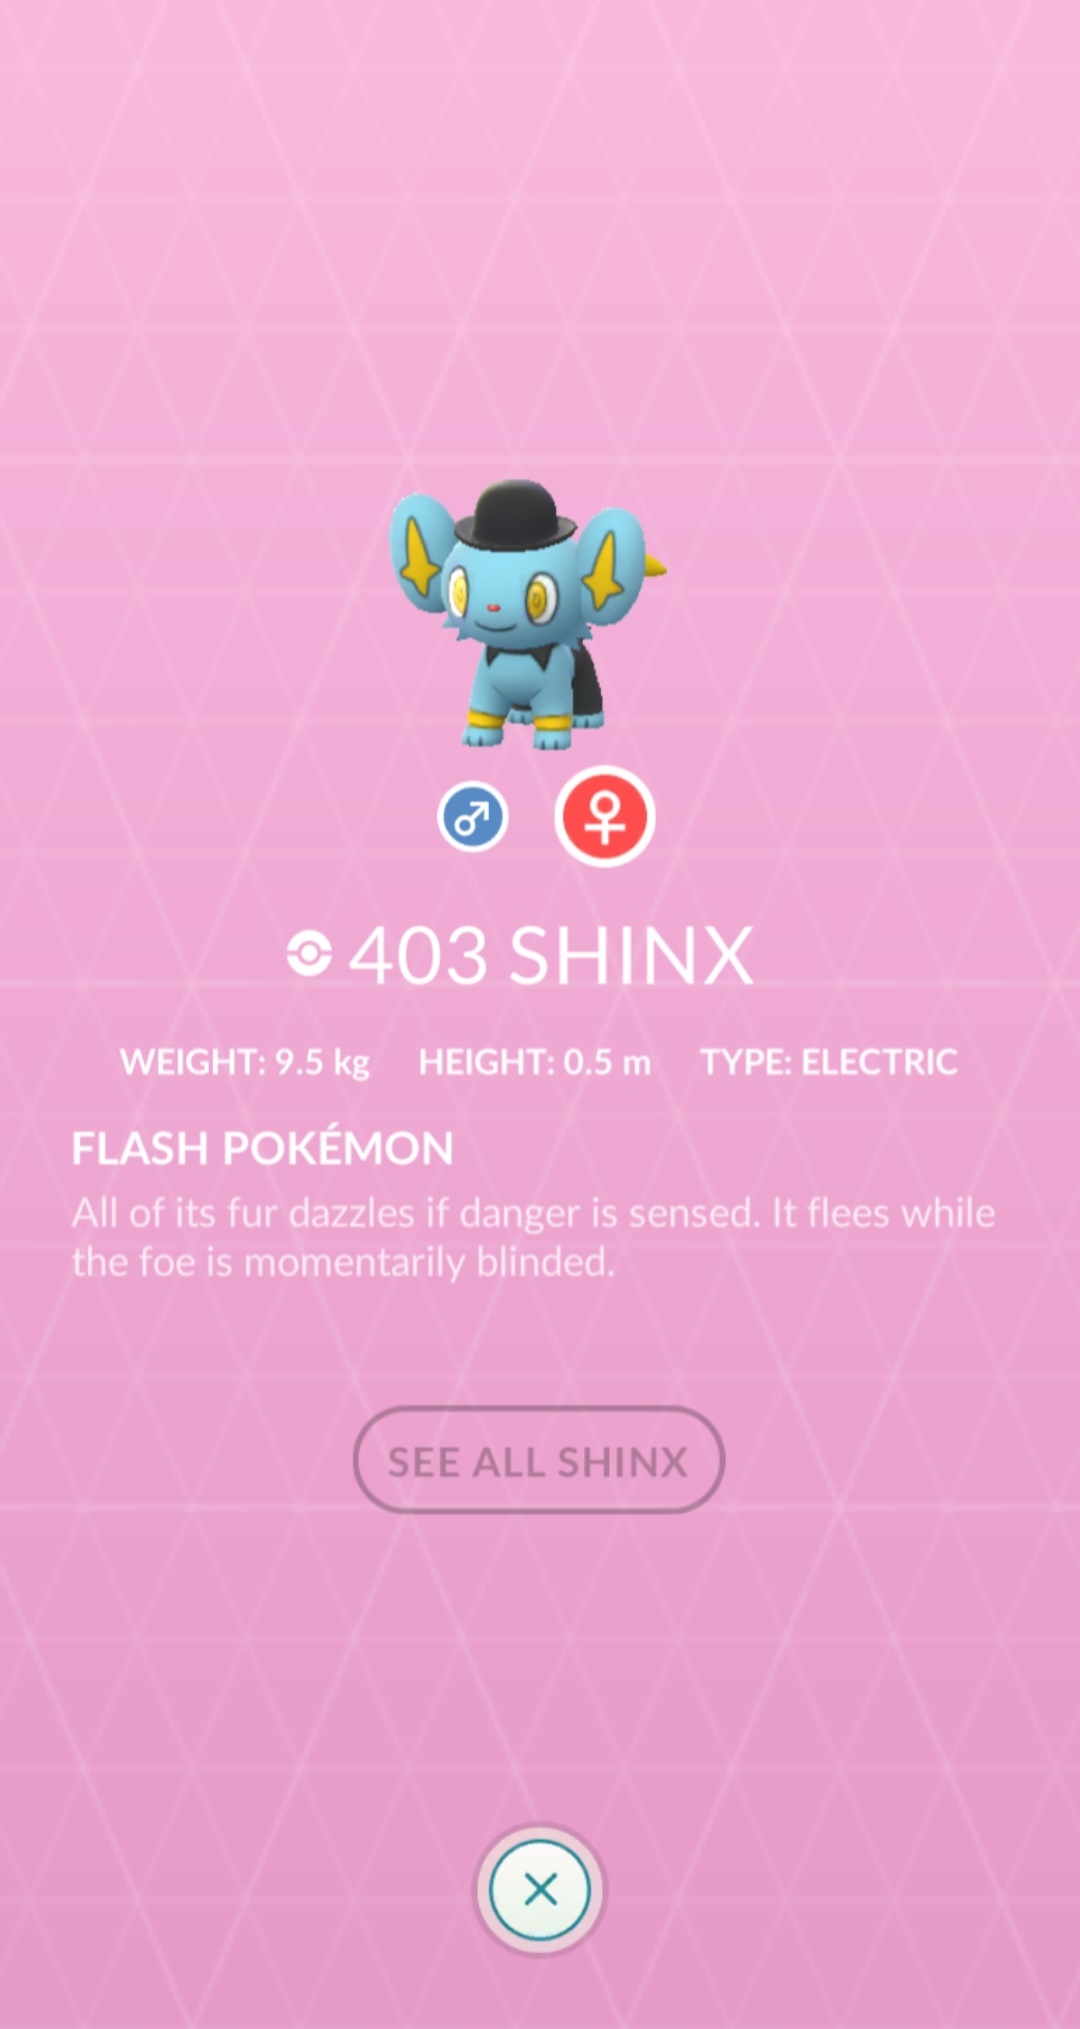 403 SHINX
WEIGHT: 9.5 kg HEIGHT: 0.5 m TYPE: ELECTRIC
FLASH POKÉMON
All of its fur dazzles if danger is sensed. It flees while
the foe is momentarily blinded.
SEE ALL SHINX